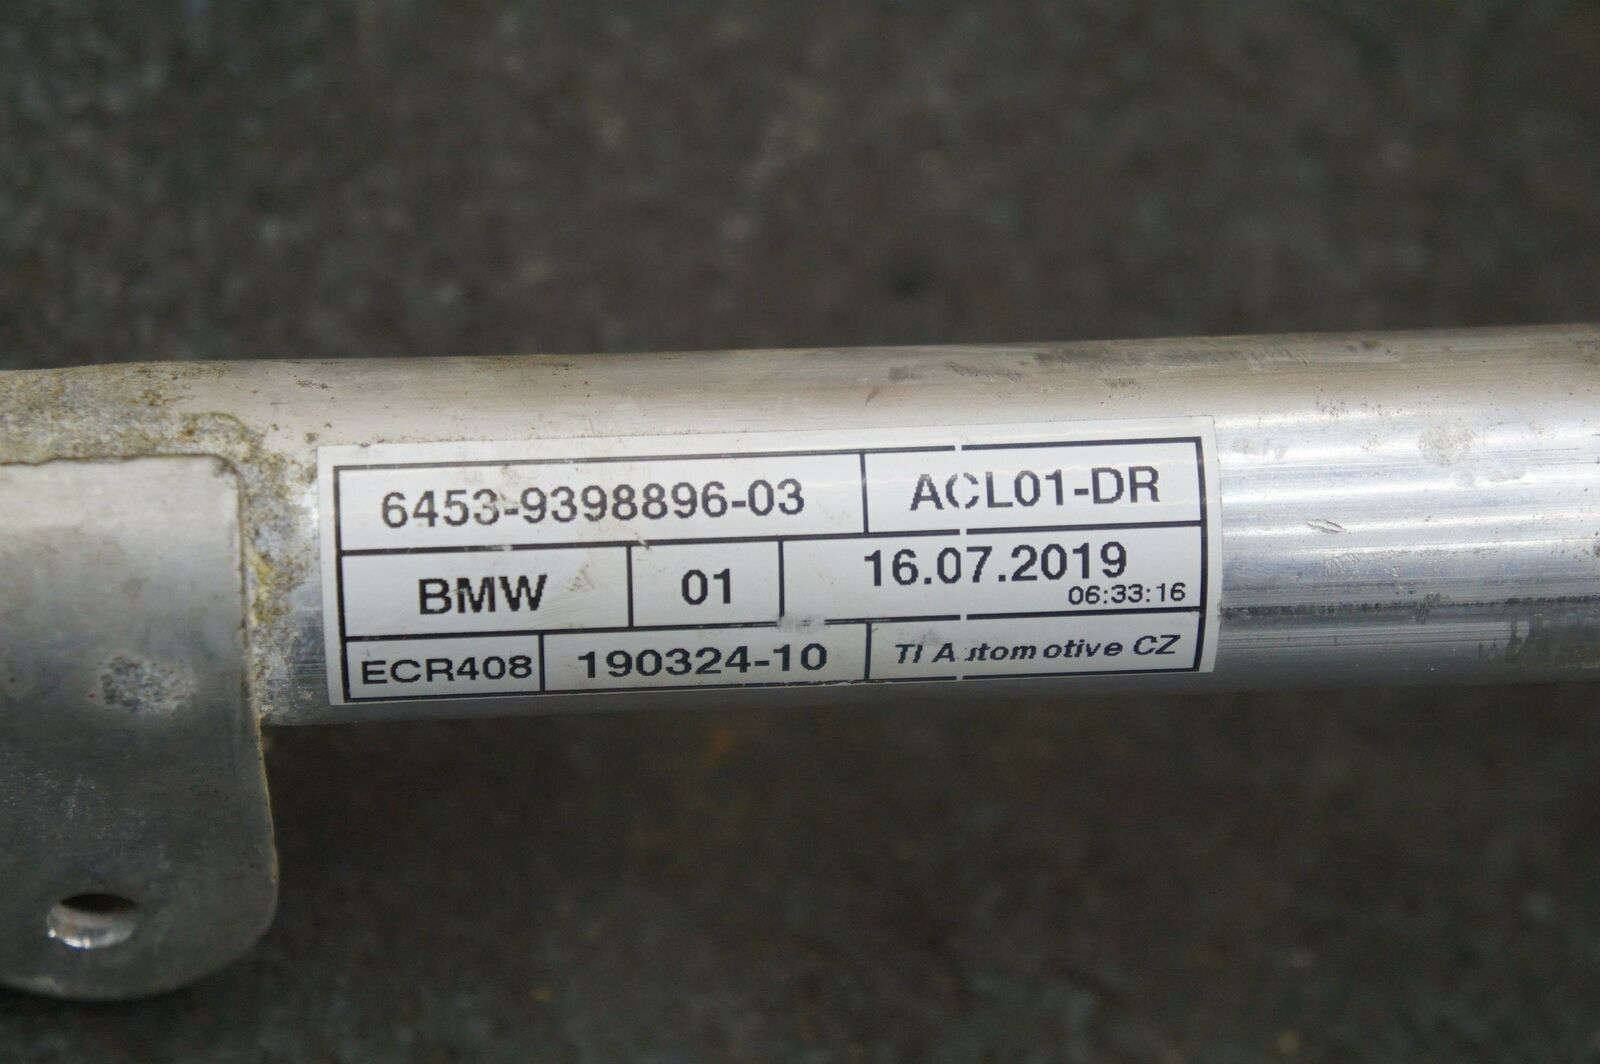 6453-9398896-03 ACL01-DR
BMW 01 16.07.2019
06:33:16
ECR408 190324-10 TI Automotive CZ